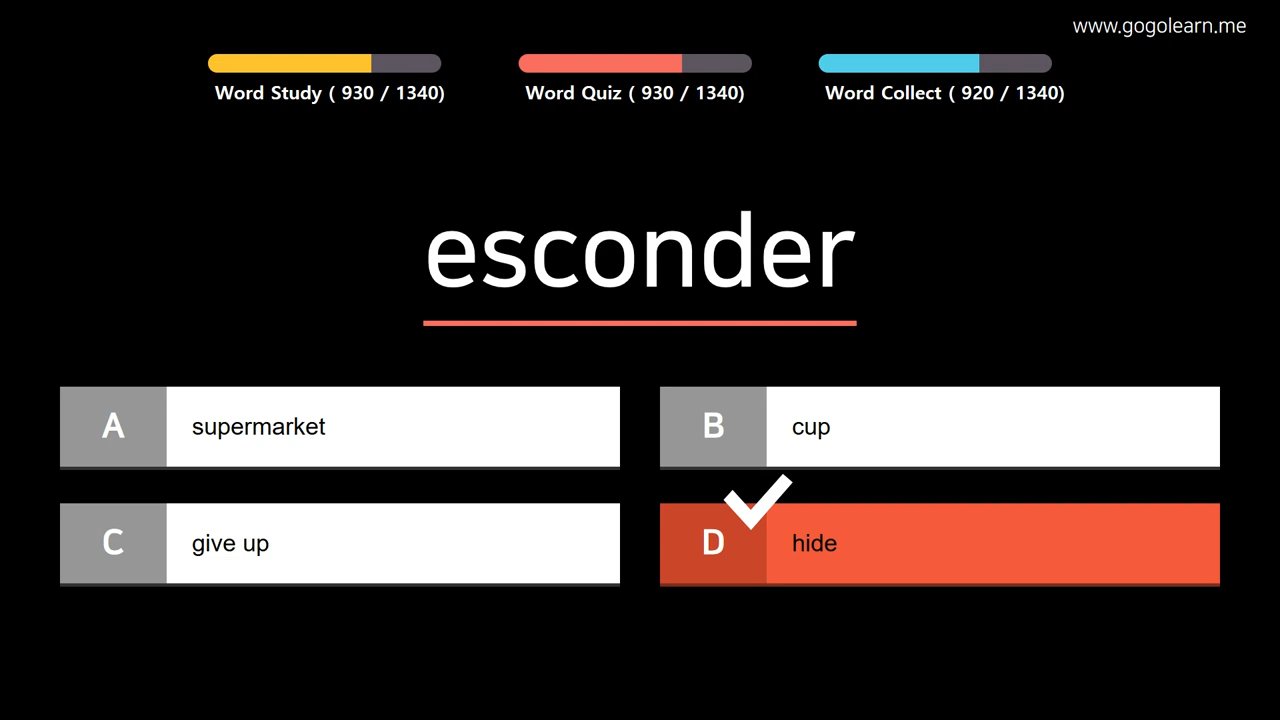 www.gogolearn.me
Word Study ( 930 / 1340)
Word Quiz ( 930 / 1340)
Word Collect ( 920 / 1340)
esconder
A supermarket
B cup
C give up
D hide